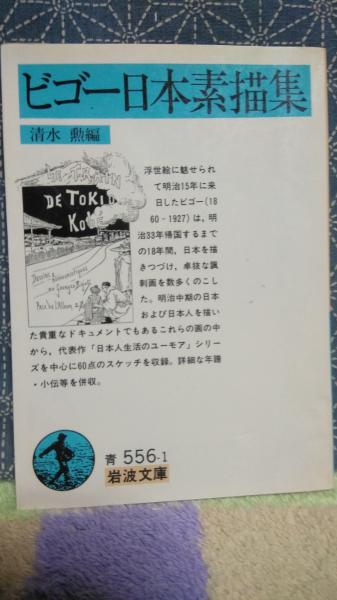 ビゴー日本素描集
清水 勲編
LE TRAIN
DE TOKIO
KOBÉ
浮世絵に魅せられ
て明治15年に来
日したビゴー(18
60‐1927)は,明
治33年帰国するまで
の18年間,日本を描
きつづけ,卓抜な諷
刺画を数多くのこし
た。明治中期の日本
および日本人を描い
た貴重なドキュメントでもあるこれらの画の中
から,代表作「日本人生活のユーモア」シリー
ズを中心に60点のスケッチを収録。詳細な年譜
・小伝等を併収。
青 556-1
岩波文庫